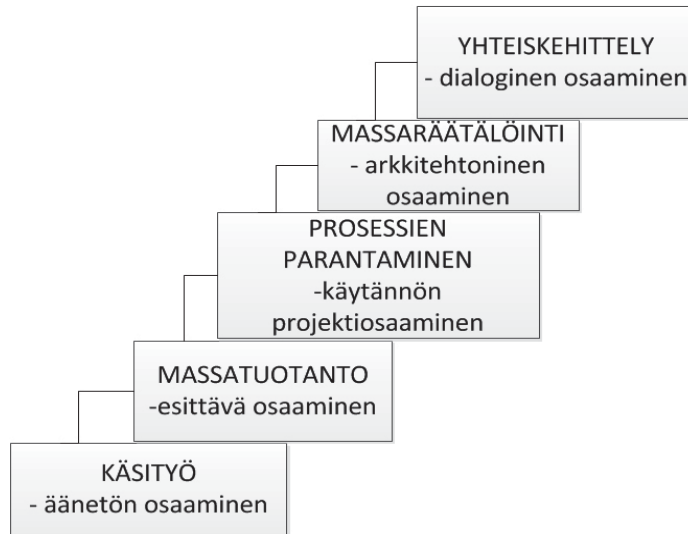 YHTEISKEHITTELY
- dialoginen osaaminen
MASSARÄÄTÄLÖINTI
- arkkitehtoninen
osaaminen
PROSESSIEN
PARANTAMINEN
-käytännön
projektiosaaminen
MASSATUOTANTO
-esittävä osaaminen
KÄSITYÖ
- äänetön osaaminen